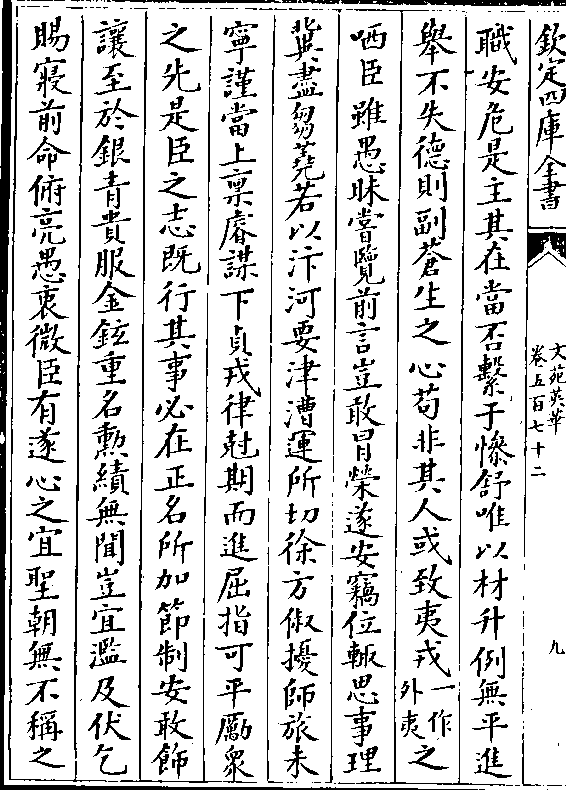 欽定四庫全書
文苑英華
卷五百七十二
九
職安危是主其在當否繫于慘舒唯以材升例無平進
舉不失德則副蒼生之心苟非其人或致夷戎一作外夷之
哂臣雖愚昧嘗覽前言豈敢冒榮遂安竊位輙思事理
冀盡芻蕘若以汴河要津漕運所切徐方俶擾師旅未
寧謹當上禀睿謀下貞戎律尅期而進屈指可平勵衆
之先是臣之志既行其事必在正名所加節制安敢飾
讓至於銀青貴服金鉉重名勲績無聞豈宜濫及伏乞
賜寢前命俯亮愚衷微臣有遂心之宜聖朝無不稱之